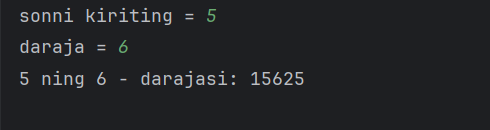 sonni kiriting = 5
daraja = 6
5 ning 6 - darajasi: 15625